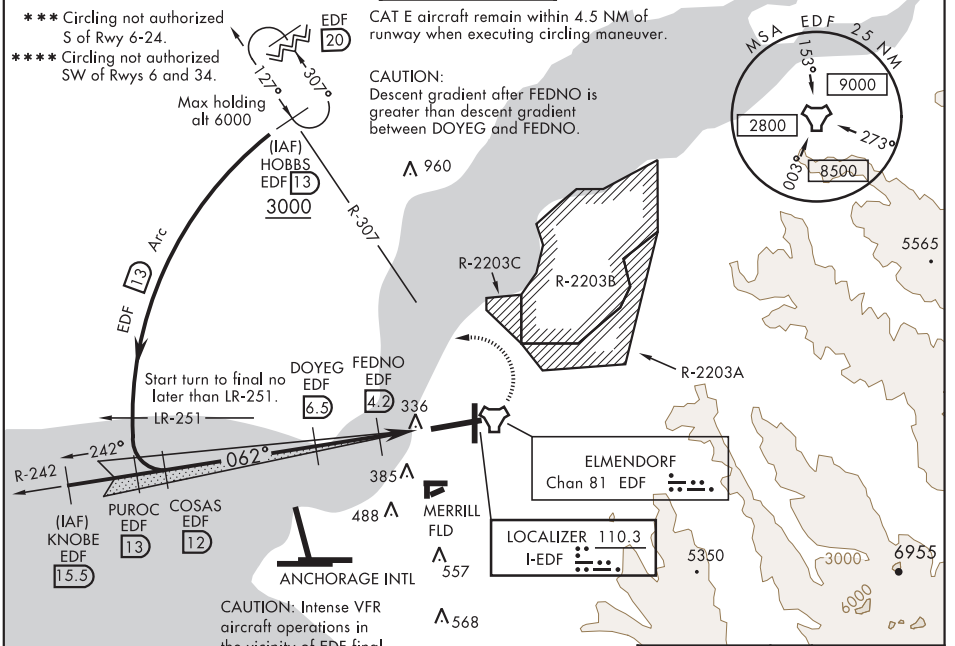 *** Circling not authorized
S of Rwy 6-24.
**** Circling not authorized
SW of Rwys 6 and 34.
EDF
20
127°
307°
Max holding
alt 6000
(IAF)
HOBBS
EDF 13
3000
R-307
CAT E aircraft remain within 4.5 NM of
runway when executing circling maneuver.
CAUTION:
Descent gradient after FEDNO is
greater than descent gradient
between DOYEG and FEDNO.
960
MSA EDF 25 NM
153°
9000
2800
273°
003°
8500
5565
R-2203C
R-2203B
R-2203A
EDF 13 Arc
Start turn to final no
later than LR-251.
LR-251
DOYEG
EDF
6.5
FEDNO
EDF
4.2
336
R-242
242°
062°
385
488
(IAF)
KNOBE
EDF
15.5
PUROC
EDF
13
COSAS
EDF
12
MERRILL
FLD
ELMENDORF
Chan 81 EDF
LOCALIZER 110.3
I-EDF
ANCHORAGE INTL
557
568
5350
3000
6955
6000
CAUTION: Intense VFR
aircraft operations in
the vicinity of EDF final